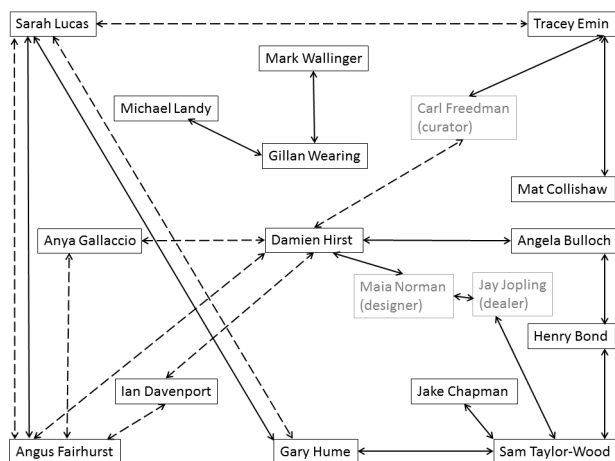 Sarah Lucas
Tracey Emin
Mark Wallinger
Michael Landy
Carl Freedman
(curator)
Gillan Wearing
Mat Collishaw
Anya Gallaccio
Damien Hirst
Angela Bulloch
Maia Norman
(designer)
Jay Jopling
(dealer)
Henry Bond
Ian Davenport
Jake Chapman
Angus Fairhurst
Gary Hume
Sam Taylor-Wood